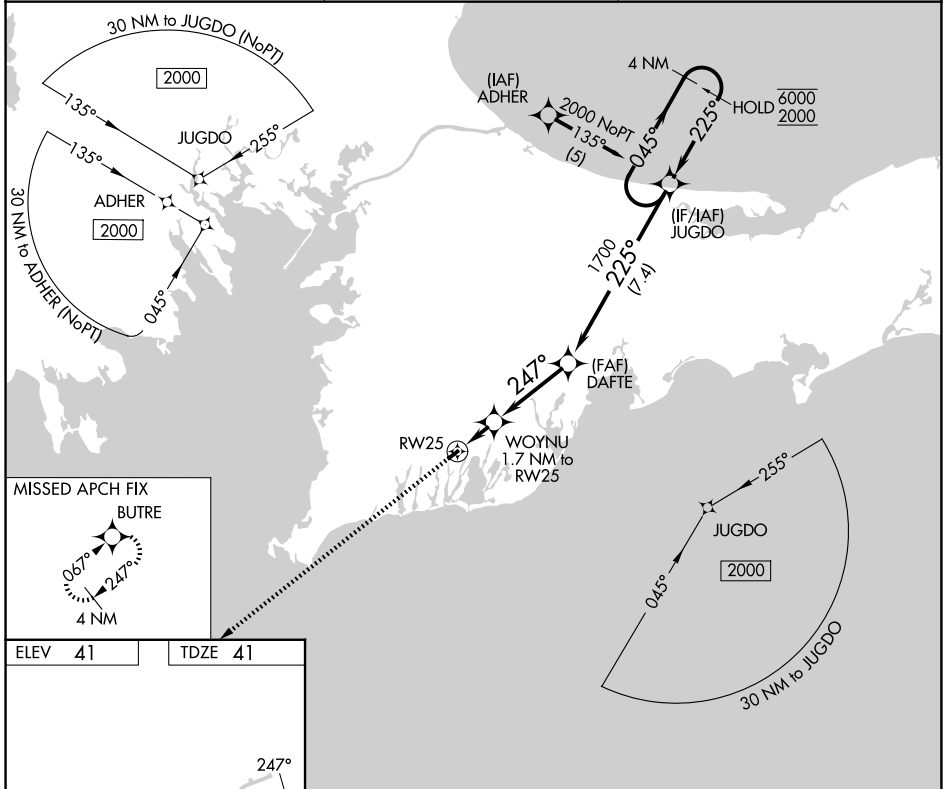 30 NM to JUGDO (NoPT)
2000
135°
JUGDO
255°
135°
ADHER
2000
30 NM to ADHER (NoPT)
045°
(IAF)
ADHER
2000 NoPT
135°
(5)
4 NM
HOLD 6000
2000
045°
225°
(IF/IAF)
JUGDO
1700
225°
(7.4)
(FAF)
DAFTE
247°
RW25
WOYNU
1.7 NM to
RW25
MISSED APCH FIX
BUTRE
067°
247°
4 NM
255°
JUGDO
2000
045°
30 NM to JUGDO
ELEV 41
TDZE 41
247°